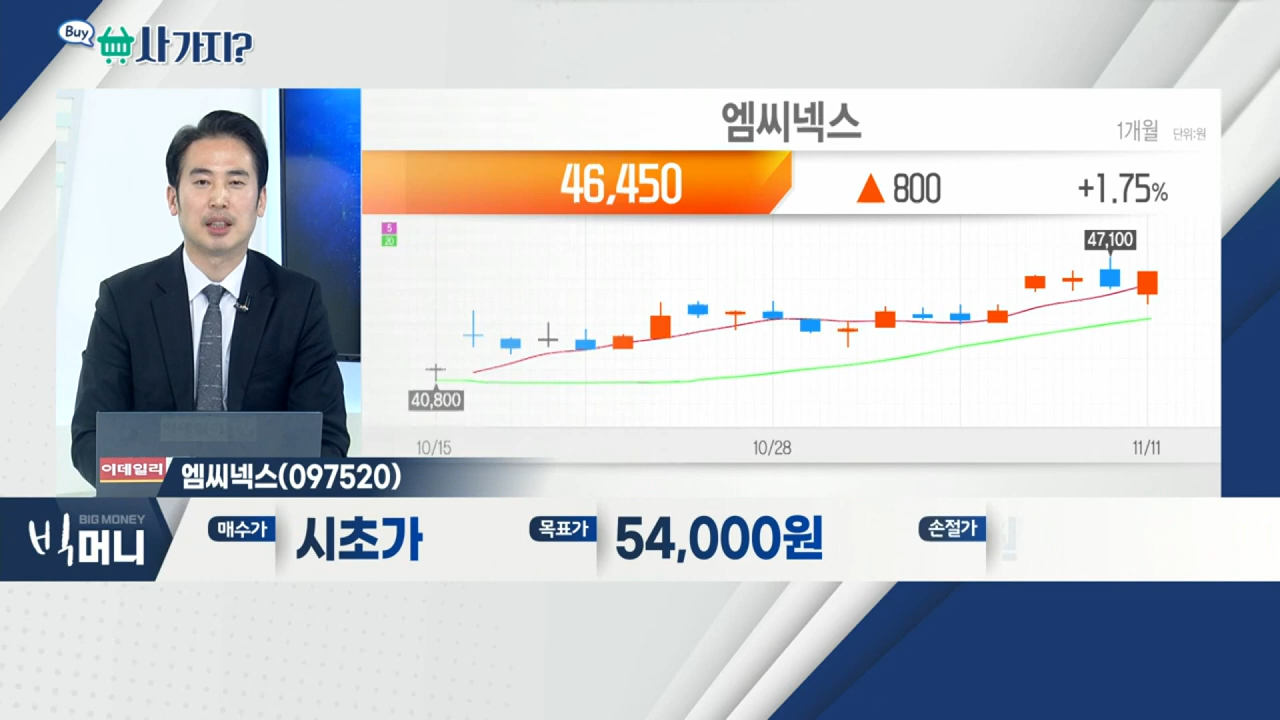 Buy
사가지?
엠씨넥스
1개월 단위:원
46,450
▲800
+1.75%
5
20
47,100
40,800
10/15
10/28
11/11
이데일리
엠씨넥스(097520)
BIG MONEY
빅머니
매수가
시초가
목표가
54,000원
손절가